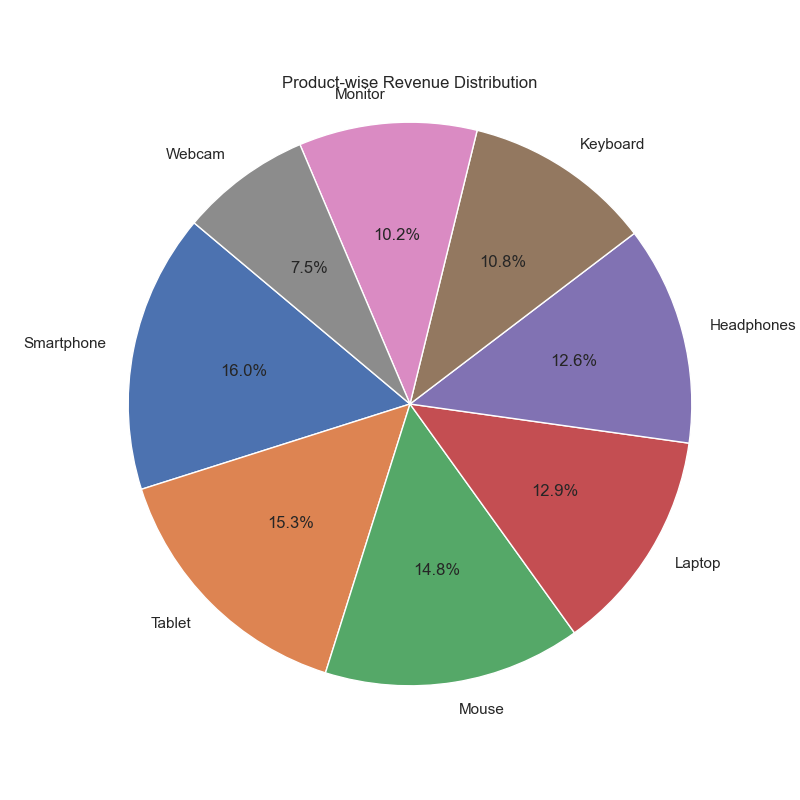 Product-wise Revenue Distribution
Monitor
Keyboard
Webcam
10.2%
10.8%
7.5%
Headphones
Smartphone
12.6%
16.0%
12.9%
15.3%
Laptop
14.8%
Tablet
Mouse